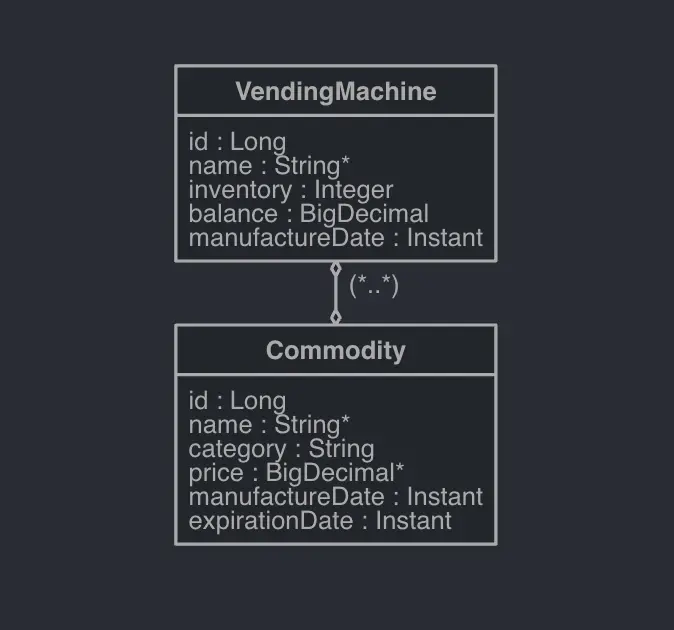 VendingMachine
id : Long
name : String*
inventory : Integer
balance : BigDecimal
manufactureDate : Instant
(*..*)
Commodity
id : Long
name : String*
category : String
price : BigDecimal*
manufactureDate : Instant
expirationDate : Instant